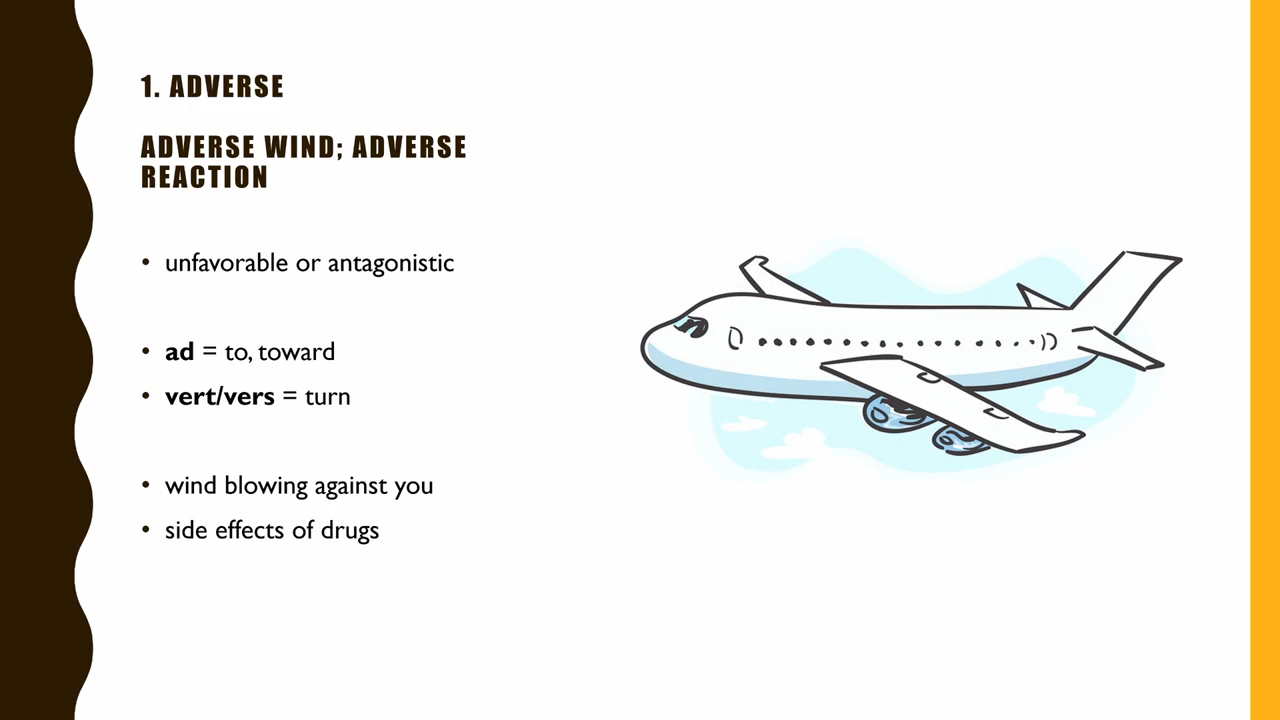 1. ADVERSE
ADVERSE WIND; ADVERSE
REACTION
• unfavorable or antagonistic
• ad = to, toward
• vert/vers = turn
• wind blowing against you
• side effects of drugs